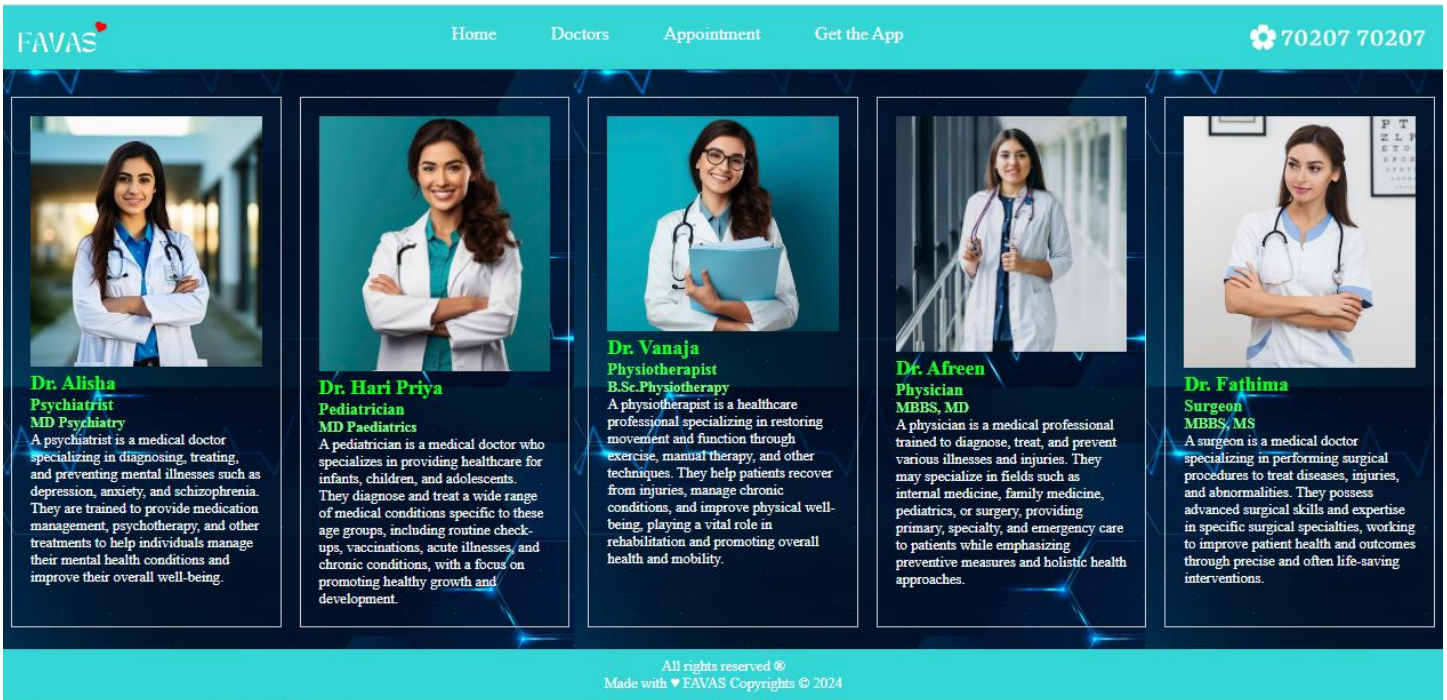 FAVAS
Home
Doctors
Appointment
Get the App
70207 70207
P T
Dr. Alisha
Psychiatrist
MD Psychiatry
A psychiatrist is a medical doctor
specializing in diagnosing, treating,
and preventing mental illnesses such as
depression, anxiety, and schizophrenia.
They are trained to provide medication
management, psychotherapy, and other
treatments to help individuals manage
their mental health conditions and
improve their overall well-being.
Dr. Hari Priya
Pediatrician
MD Paediatrics
A pediatrician is a medical doctor who
specializes in providing healthcare for
infants, children, and adolescents.
They diagnose and treat a wide range
of medical conditions specific to these
age groups, including routine check-
ups, vaccinations, acute illnesses, and
chronic conditions, with a focus on
promoting healthy growth and
development.
Dr. Vanaja
Physiotherapist
B.Sc.Physiotherapy
A physiotherapist is a healthcare
professional specializing in restoring
movement and function through
exercise, manual therapy, and other
techniques. They help patients recover
from injuries, manage chronic
conditions, and improve physical well-
being, playing a vital role in
rehabilitation and promoting overall
health and mobility.
Dr. Afreen
Physician
MBBS, MD
A physician is a medical professional
trained to diagnose, treat, and prevent
various illnesses and injuries. They
may specialize in fields such as
internal medicine, family medicine,
pediatrics, or surgery, providing
primary, specialty, and emergency care
to patients while emphasizing
preventive measures and holistic health
approaches.
Dr. Fathima
Surgeon
MBBS, MS
A surgeon is a medical doctor
specializing in performing surgical
procedures to treat diseases, injuries,
and abnormalities. They possess
advanced surgical skills and expertise
in specific surgical specialties, working
to improve patient health and outcomes
through precise and often life-saving
interventions.
All rights reserved ®
Made with ♥ FAVAS Copyrights © 2024